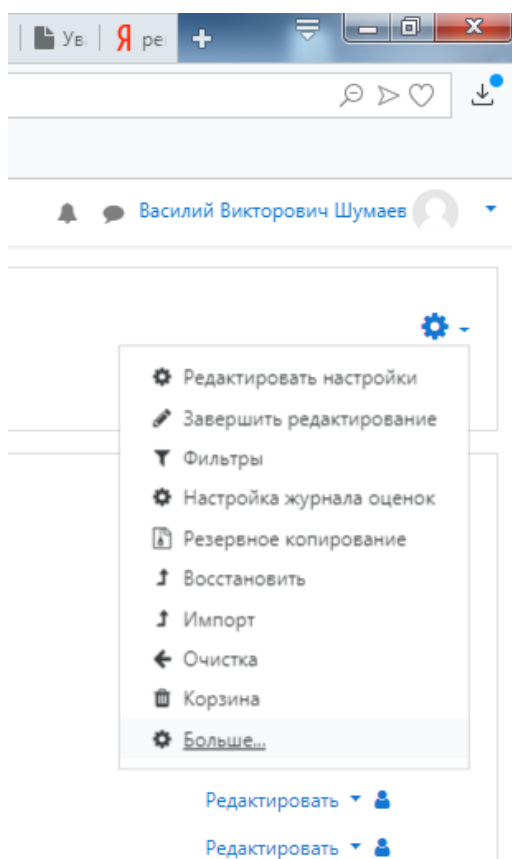 Ув
Я ре
Василий Викторович Шумаев
Редактировать настройки
Завершить редактирование
Фильтры
Настройка журнала оценок
Резервное копирование
Восстановить
Импорт
Очистка
Корзина
Больше...
Редактировать
Редактировать